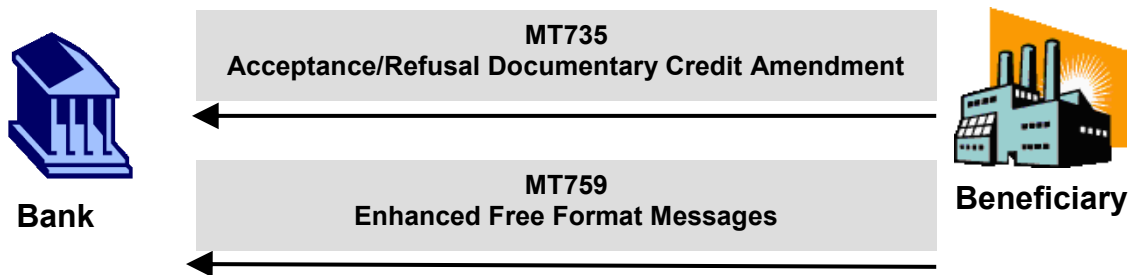 MT735
Acceptance/Refusal Documentary Credit Amendment
MT759
Enhanced Free Format Messages
Bank
Beneficiary